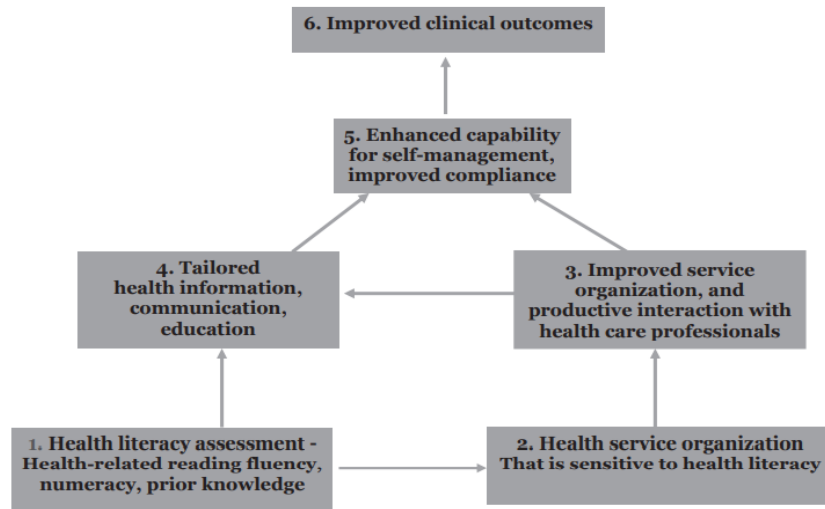 6. Improved clinical outcomes
5. Enhanced capability
for self-management,
improved compliance
4. Tailored
health information,
communication,
education
3. Improved service
organization, and
productive interaction with
health care professionals
1. Health literacy assessment -
Health-related reading fluency,
numeracy, prior knowledge
2. Health service organization
That is sensitive to health literacy